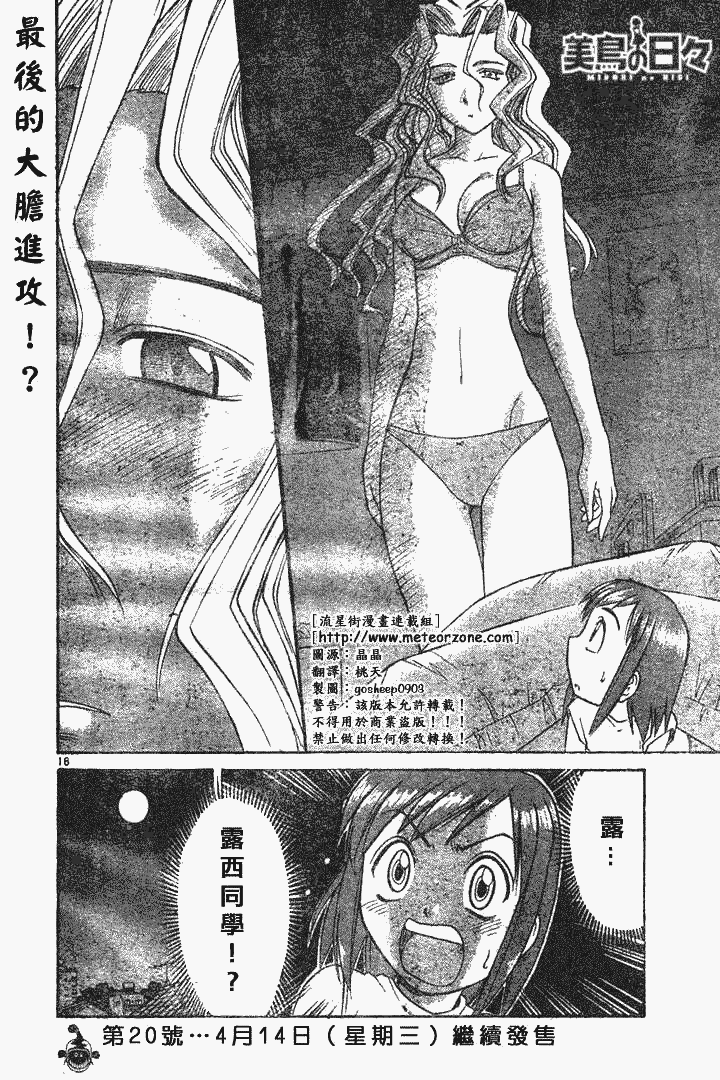 美鳥の日々
MIDORI no HIBI
最後的大膽進攻！？
[流星街漫畫連載組]
[http://www.meteorzone.com]
圖源：晶晶
翻譯：桃天
製圖：gosheep0903
警告：該版本允許轉載！
不得用於商業盜版！！！
禁止做出任何修改轉換！
16
露…
露西同學！？
第20號…4月14日（星期三）繼續發售